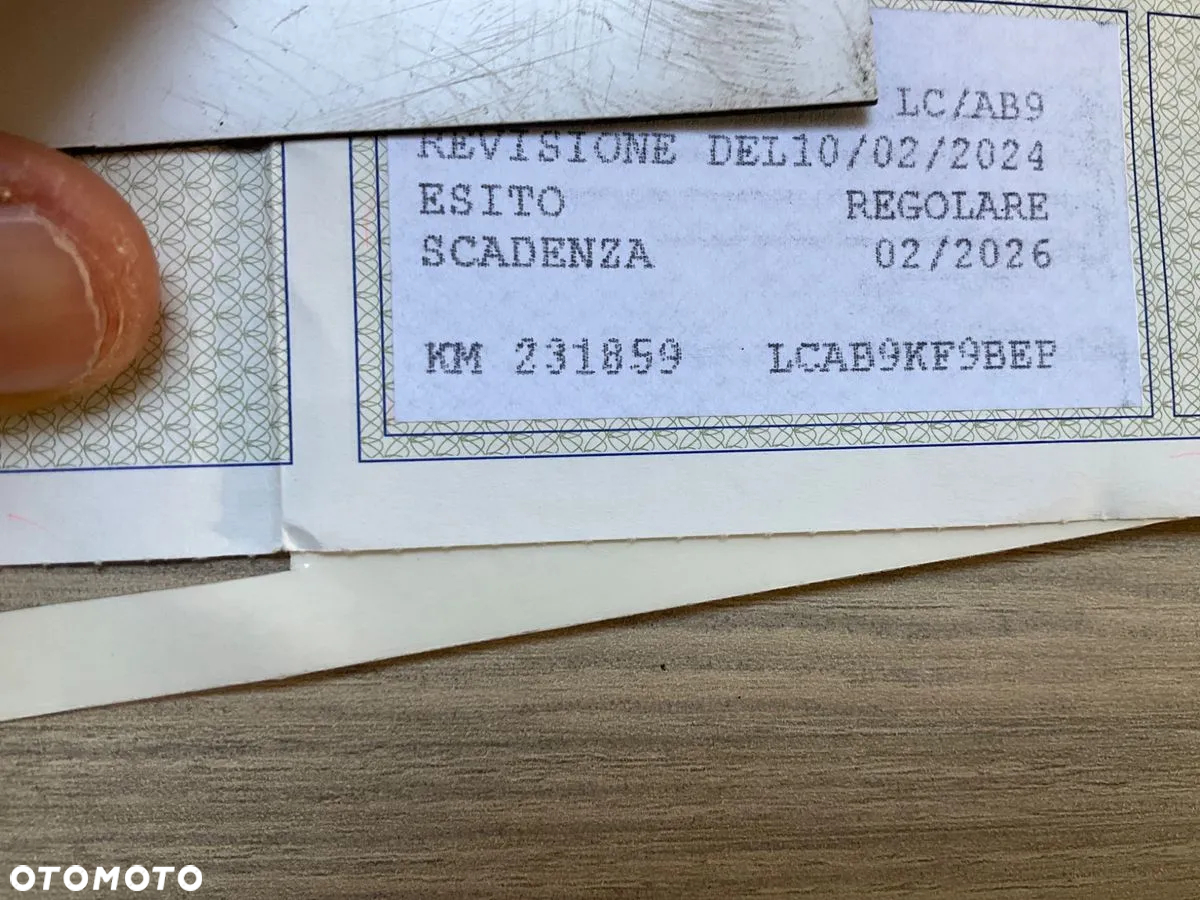 LC/AB9
REVISIONE DEL10/02/2024
ESITO REGOLARE
SCADENZA 02/2026
KM 231859 LCAB9KF9BEP
OTOMOTO